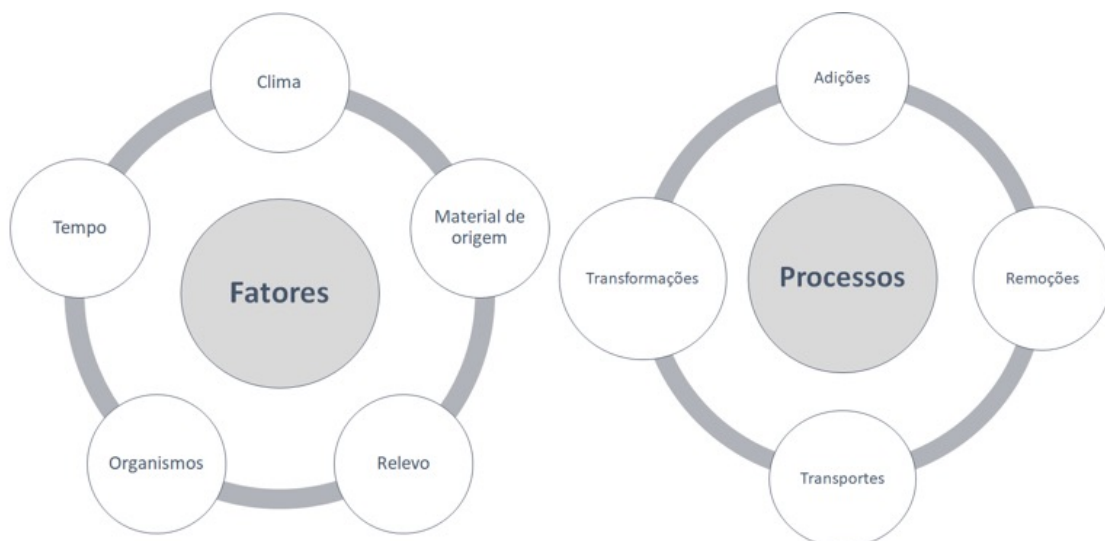 Clima
Material de
origem
Relevo
Organismos
Tempo
Fatores
Adições
Remoções
Transportes
Transformações
Processos